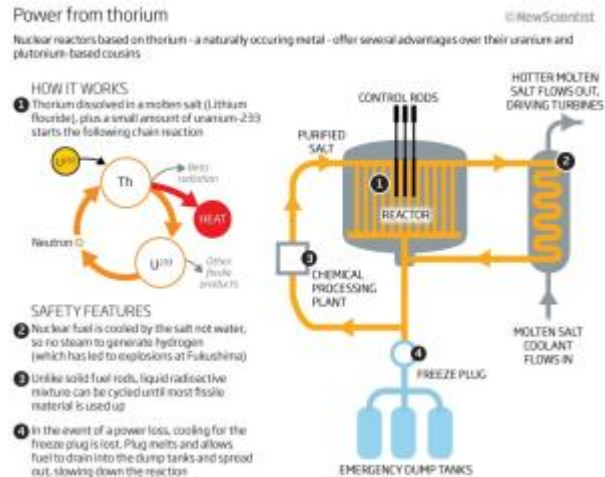 Power from thorium
©NewScientist
Nuclear reactors based on thorium - a naturally occuring metal - offer several advantages over their uranium and
plutonium-based cousins
HOW IT WORKS
1 Thorium dissolved in a molten salt (Lithium
flouride), plus a small amount of uranium-233
starts the following chain reaction
U233
Th
Beta
radiation
HEAT
Neutron
U233
Other
fissile
products
SAFETY FEATURES
2 Nuclear fuel is cooled by the salt not water,
so no steam to generate hydrogen
(which has led to explosions at Fukushima)
3 Unlike solid fuel rods, liquid radioactive
mixture can be cycled until most fissile
material is used up
4 In the event of a power loss, cooling for the
freeze plug is lost. Plug melts and allows
fuel to drain into the dump tanks and spread
out, slowing down the reaction
CONTROL RODS
HOTTER MOLTEN
SALT FLOWS OUT,
DRIVING TURBINES
PURIFIED
SALT
1
REACTOR
2
3
CHEMICAL
PROCESSING
PLANT
MOLTEN SALT
COOLANT
FLOWS IN
4
FREEZE PLUG
EMERGENCY DUMP TANKS